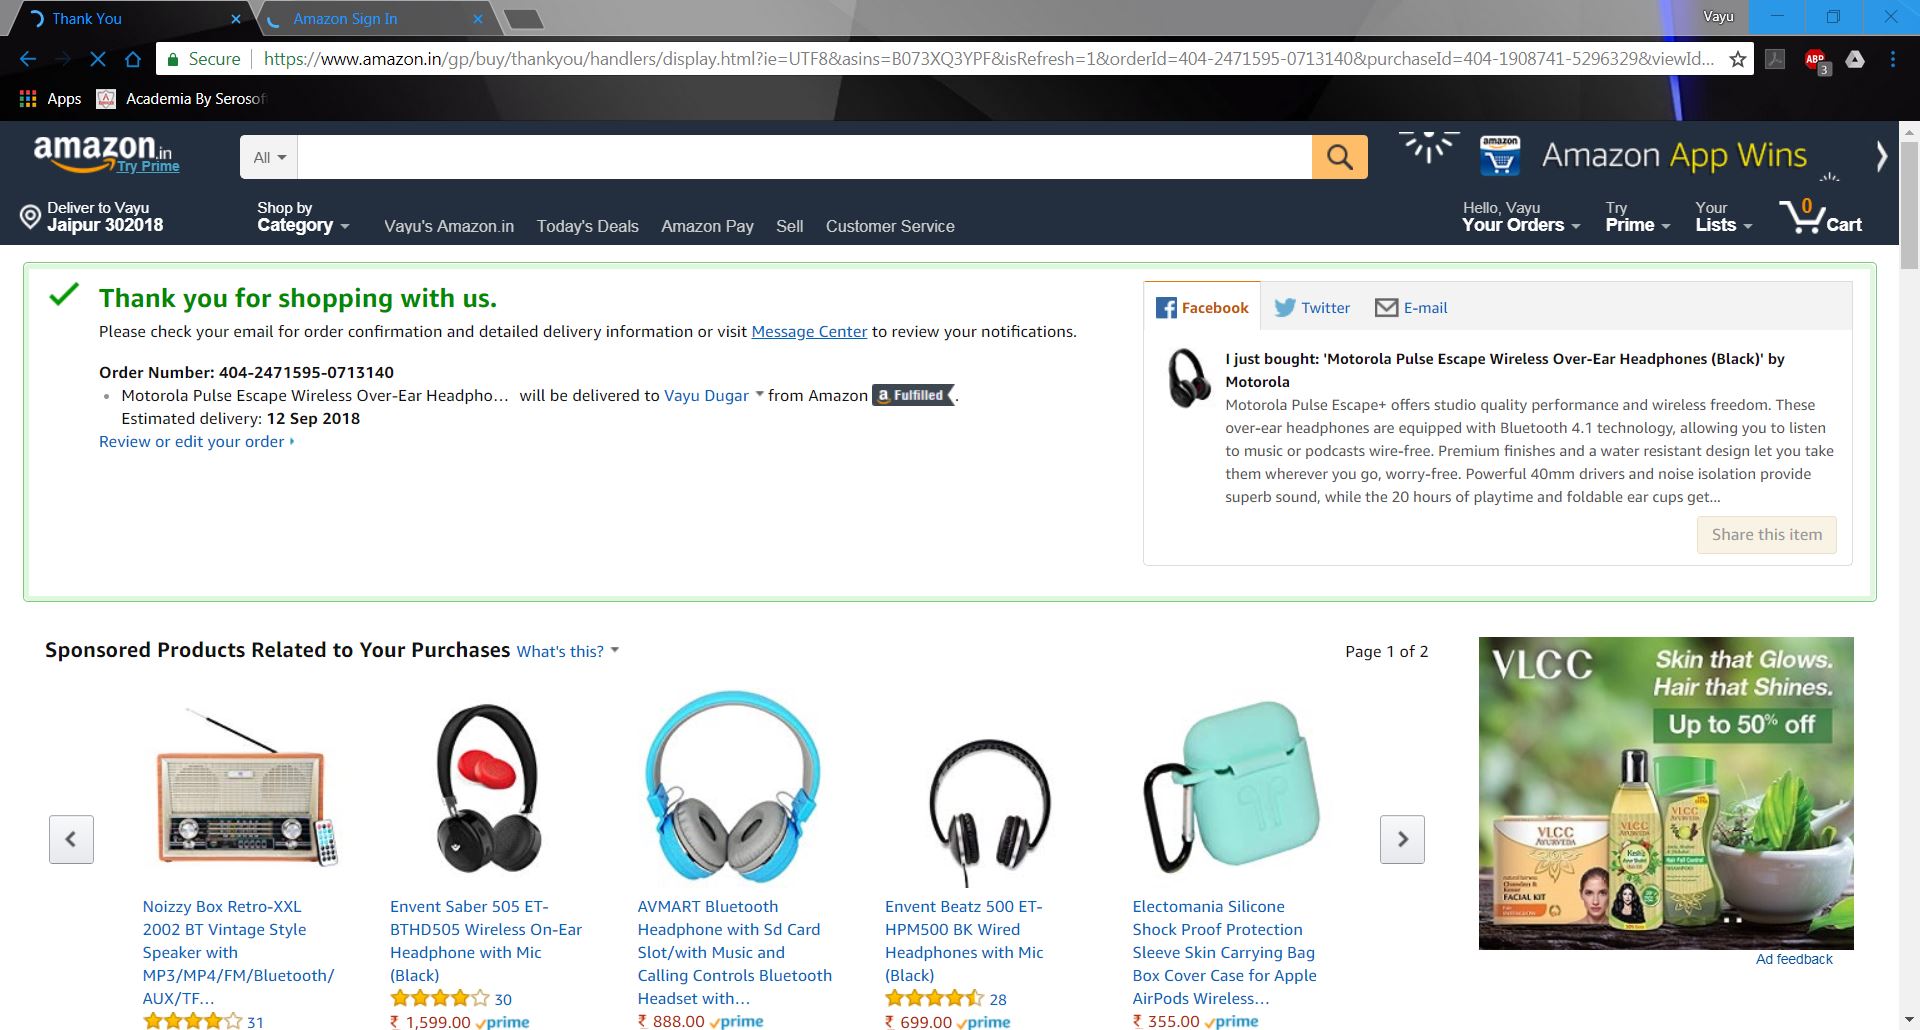 Thank You
Amazon Sign In
Vayu
Secure
https://www.amazon.in/gp/buy/thankyou/handlers/display.html?ie=UTF8&asins=B073XQ3YPF&isRefresh=1&orderId=404-2471595-0713140&purchaseId=404-1908741-5296329&viewId...
ABP
3
Apps
Academia By Serosof
amazon.in
Try Prime
All
amazon
Amazon App Wins
Deliver to Vayu
Jaipur 302018
Shop by
Category
Vayu's Amazon.in
Today's Deals
Amazon Pay
Sell
Customer Service
Hello, Vayu
Your Orders
Try
Prime
Your
Lists
0
Cart
Thank you for shopping with us.
Please check your email for order confirmation and detailed delivery information or visit Message Center to review your notifications.
Order Number: 404-2471595-0713140
Motorola Pulse Escape Wireless Over-Ear Headpho... will be delivered to Vayu Dugar from Amazon a Fulfilled.
Estimated delivery: 12 Sep 2018
Review or edit your order
Facebook
Twitter
E-mail
I just bought: 'Motorola Pulse Escape Wireless Over-Ear Headphones (Black)' by
Motorola
Motorola Pulse Escape+ offers studio quality performance and wireless freedom. These
over-ear headphones are equipped with Bluetooth 4.1 technology, allowing you to listen
to music or podcasts wire-free. Premium finishes and a water resistant design let you take
them wherever you go, worry-free. Powerful 40mm drivers and noise isolation provide
superb sound, while the 20 hours of playtime and foldable ear cups get...
Share this item
Sponsored Products Related to Your Purchases What's this?
Page 1 of 2
Noizzy Box Retro-XXL
2002 BT Vintage Style
Speaker with
MP3/MP4/FM/Bluetooth/
AUX/TF...
31
Envent Saber 505 ET-
BTHD505 Wireless On-Ear
Headphone with Mic
(Black)
30
₹ 1,599.00 prime
AVMART Bluetooth
Headphone with Sd Card
Slot/with Music and
Calling Controls Bluetooth
Headset with...
₹ 888.00 prime
Envent Beatz 500 ET-
HPM500 BK Wired
Headphones with Mic
(Black)
28
₹ 699.00 prime
Electomania Silicone
Shock Proof Protection
Sleeve Skin Carrying Bag
Box Cover Case for Apple
AirPods Wireless...
₹ 355.00 prime
VLCC
Skin that Glows.
Hair that Shines.
Up to 50% off
VLCC
AYURVEDA
FACIAL KIT
VLCC
VLCC
Hair Fall Control
Ad feedback